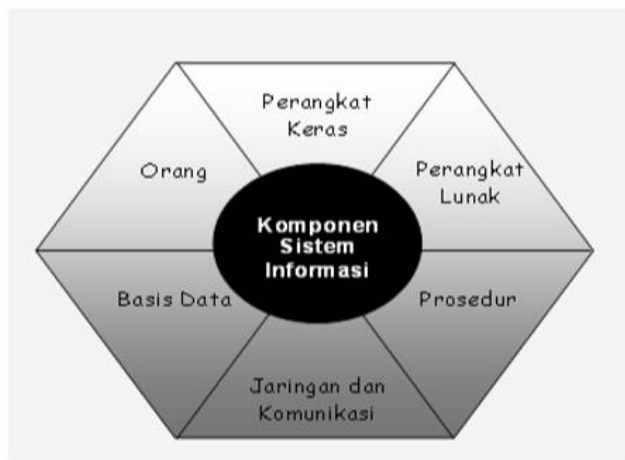 Perangkat
Keras
Orang
Perangkat
Lunak
Komponen
Sistem
Informasi
Basis Data
Prosedur
Jaringan dan
Komunikasi